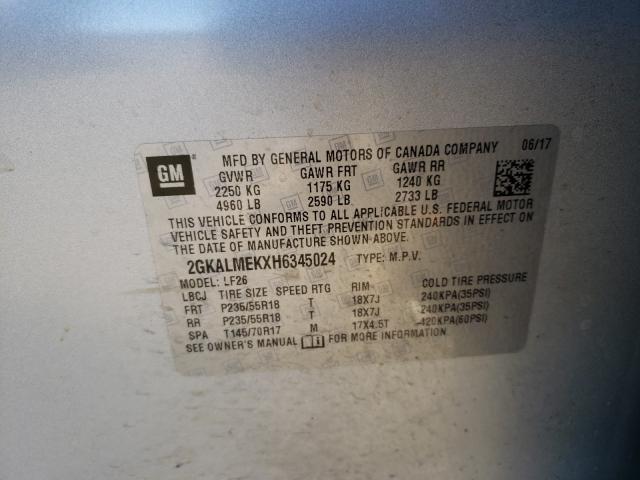 GM
MFD BY GENERAL MOTORS OF CANADA COMPANY 06/17
GVWR GAWR FRT GAWR RR
2250 KG 1175 KG 1240 KG
4960 LB 2590 LB 2733 LB
THIS VEHICLE CONFORMS TO ALL APPLICABLE U.S. FEDERAL MOTOR
VEHICLE SAFETY AND THEFT PREVENTION STANDARDS IN EFFECT ON
THE DATE OF MANUFACTURE SHOWN ABOVE.
2GKALMEKXH6345024 TYPE: M.P.V.
MODEL: LF26
LBCJ TIRE SIZE SPEED RTG RIM COLD TIRE PRESSURE
FRT P235/55R18 T 18X7J 240KPA(35PSI)
RR P235/55R18 T 18X7J 240KPA(35PSI)
SPA T145/70R17 M 17X4.5T 420KPA(60PSI)
SEE OWNER'S MANUAL FOR MORE INFORMATION.